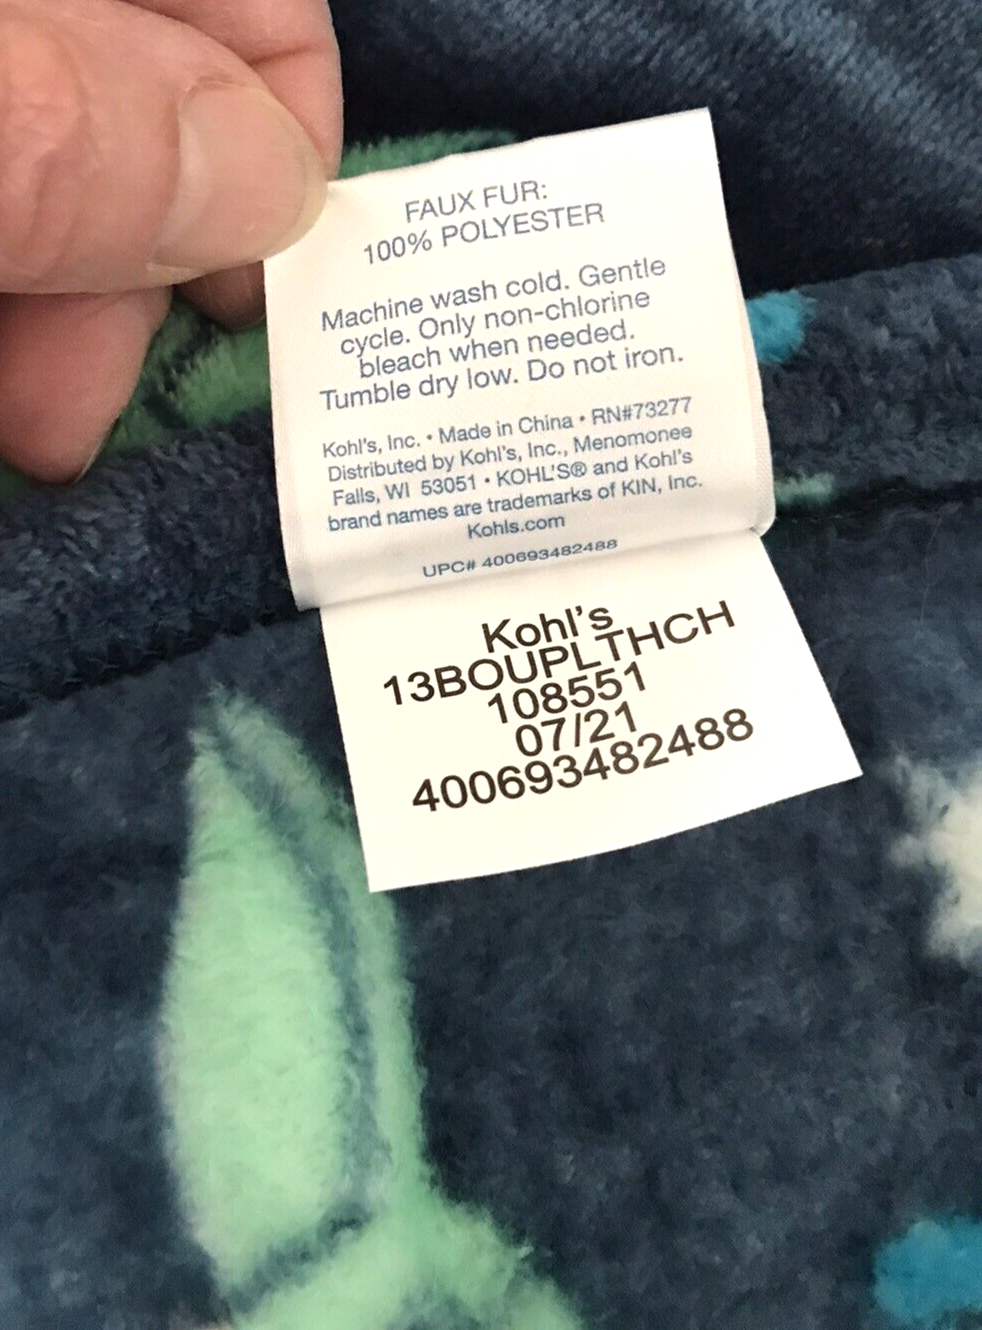 FAUX FUR:
100% POLYESTER
Machine wash cold. Gentle
cycle. Only non-chlorine
bleach when needed.
Tumble dry low. Do not iron.
Kohl's, Inc. • Made in China • RN#73277
Distributed by Kohl's, Inc., Menomonee
Falls, WI 53051 • KOHL'S® and Kohl's
brand names are trademarks of KIN, Inc.
Kohls.com
UPC# 400693482488
Kohl's
13BOUPLTHCH
108551
07/21
400693482488